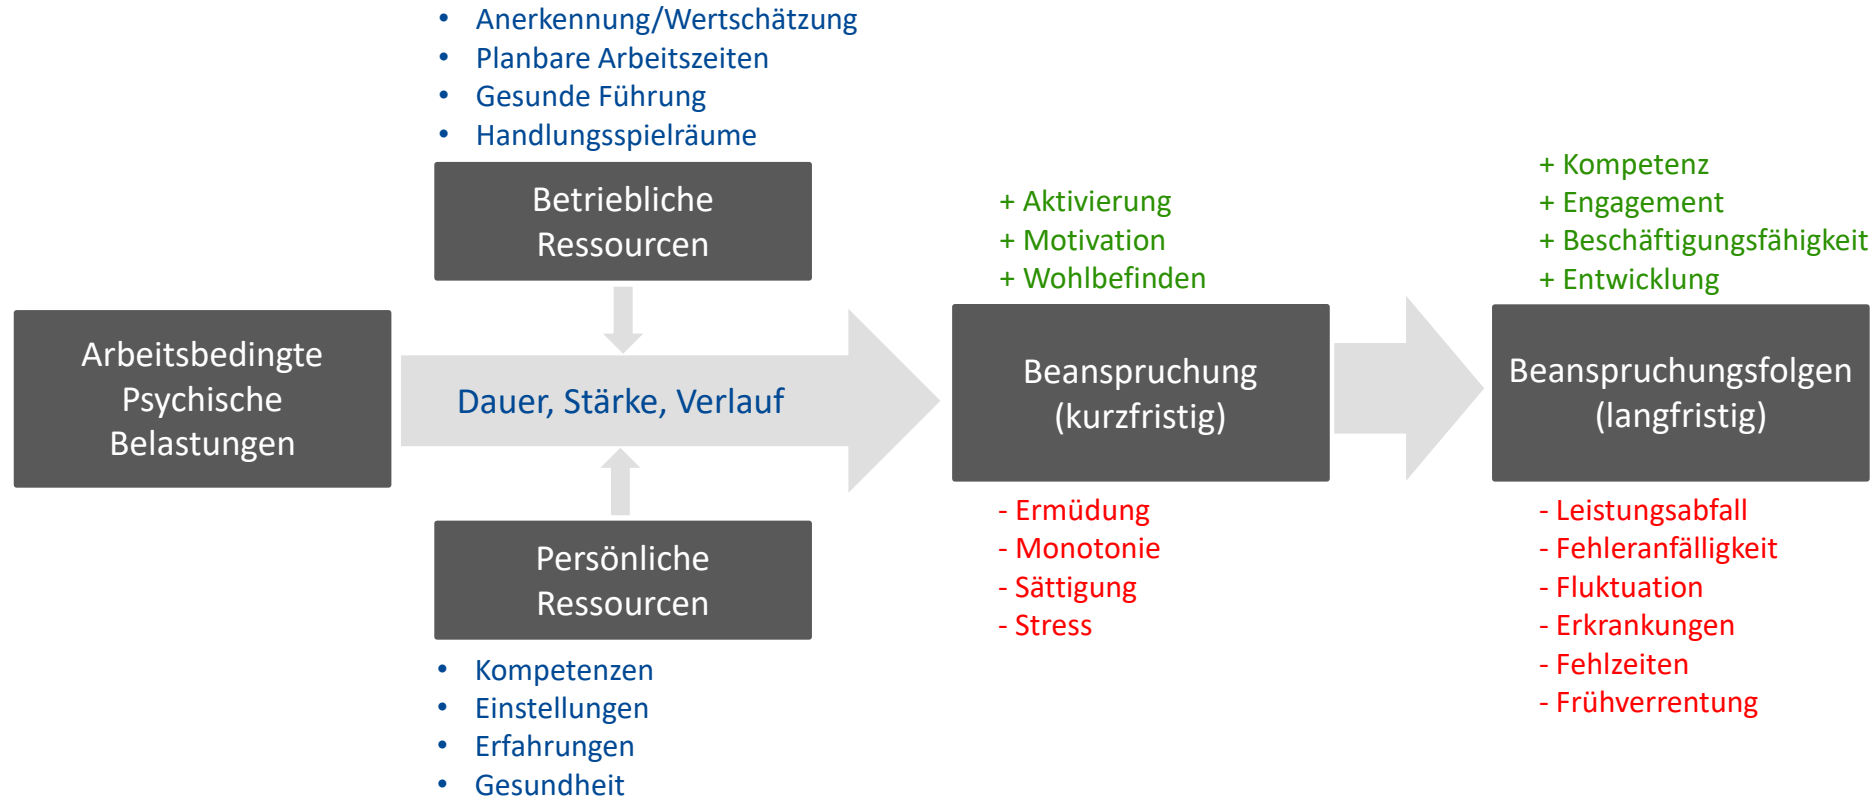 • Anerkennung/Wertschätzung
• Planbare Arbeitszeiten
• Gesunde Führung
• Handlungsspielräume
Betriebliche
Ressourcen
Arbeitsbedingte
Psychische
Belastungen
Dauer, Stärke, Verlauf
Persönliche
Ressourcen
• Kompetenzen
• Einstellungen
• Erfahrungen
• Gesundheit
+ Aktivierung
+ Motivation
+ Wohlbefinden
Beanspruchung
(kurzfristig)
- Ermüdung
- Monotonie
- Sättigung
- Stress
+ Kompetenz
+ Engagement
+ Beschäftigungsfähigkeit
+ Entwicklung
Beanspruchungsfolgen
(langfristig)
- Leistungsabfall
- Fehleranfälligkeit
- Fluktuation
- Erkrankungen
- Fehlzeiten
- Frühverrentung